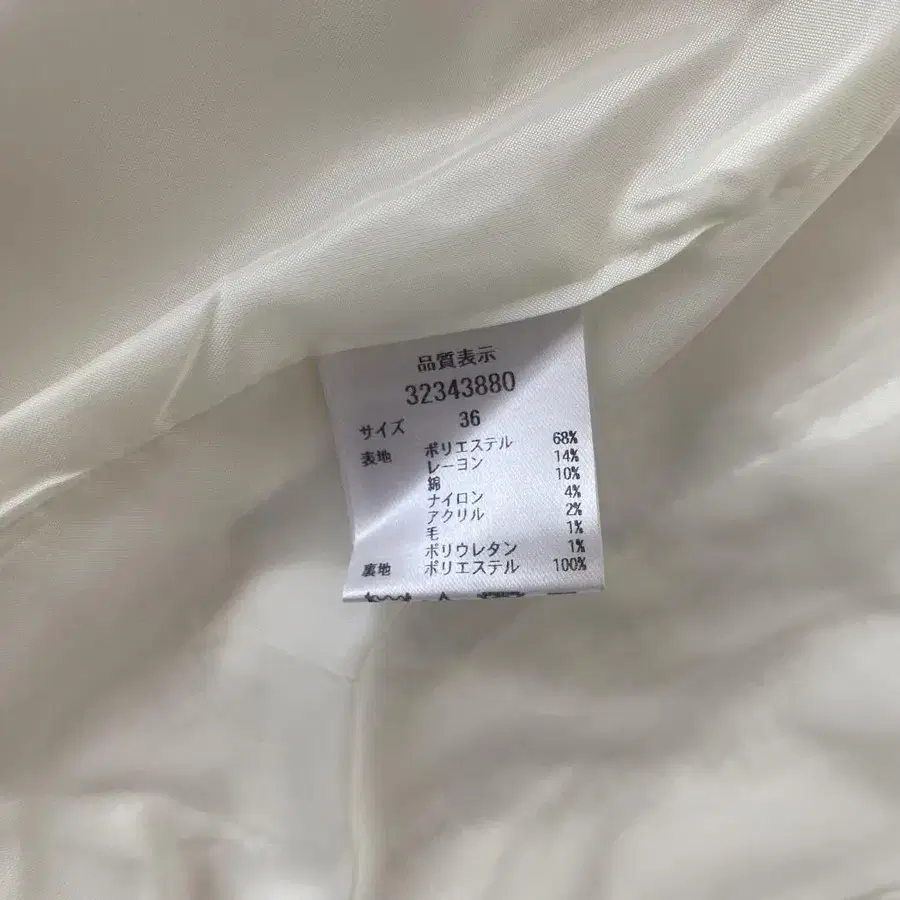 品質表示
32343880
サイズ 36
表地 ポリエステル 68%
レーヨン 14%
綿 10%
ナイロン 4%
アクリル 2%
毛 1%
ポリウレタン 1%
裏地 ポリエステル 100%